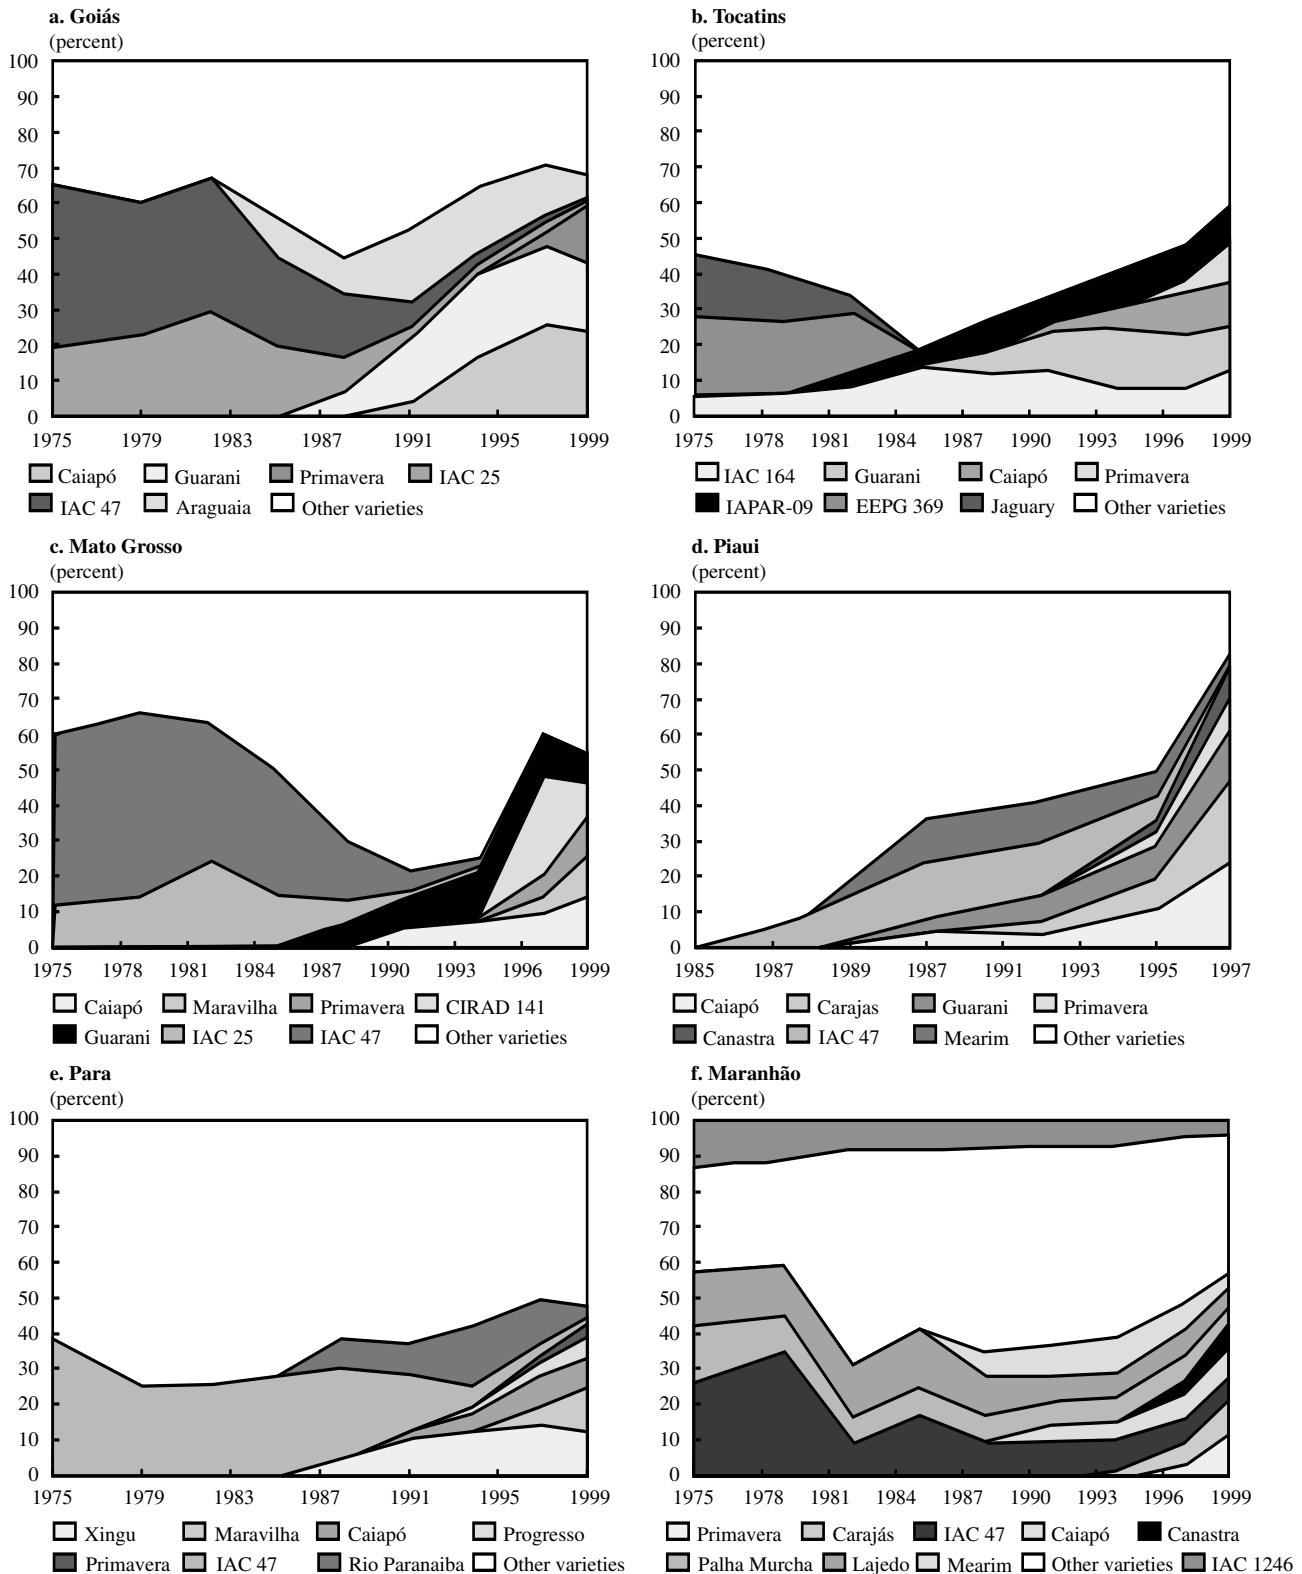 a. Goiás
(percent)
100
90
80
70
60
50
40
30
20
10
0
1975 1979 1983 1987 1991 1995 1999
Caiapó Guarani Primavera IAC 25
IAC 47 Araguaia Other varieties
b. Tocatins
(percent)
100
90
80
70
60
50
40
30
20
10
0
1975 1978 1981 1984 1987 1990 1993 1996 1999
IAC 164 Guarani Caiapó Primavera
IAPAR-09 EEPG 369 Jaguary Other varieties
c. Mato Grosso
(percent)
100
90
80
70
60
50
40
30
20
10
0
1975 1978 1981 1984 1987 1990 1993 1996 1999
Caiapó Maravilha Primavera CIRAD 141
Guarani IAC 25 IAC 47 Other varieties
d. Piaui
(percent)
100
90
80
70
60
50
40
30
20
10
0
1985 1987 1989 1987 1991 1993 1995 1997
Caiapó Carajas Guarani Primavera
Canastra IAC 47 Mearim Other varieties
e. Para
(percent)
100
90
80
70
60
50
40
30
20
10
0
1975 1979 1983 1987 1991 1995 1999
Xingu Maravilha Caiapó Progresso
Primavera IAC 47 Rio Paranaiba Other varieties
f. Maranhão
(percent)
100
90
80
70
60
50
40
30
20
10
0
1975 1978 1981 1984 1987 1990 1993 1996 1999
Primavera Carajás IAC 47 Caiapó Canastra
Palha Murcha Lajedo Mearim Other varieties IAC 1246